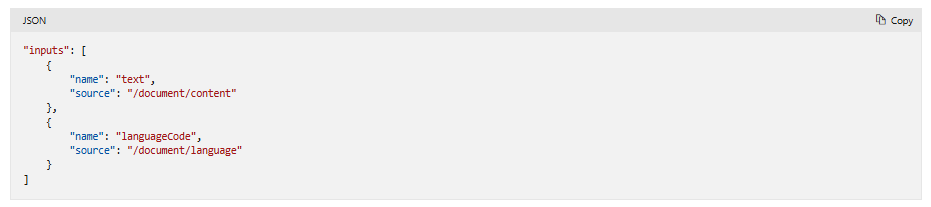 JSON
Copy
"inputs": [
    {
        "name": "text",
        "source": "/document/content"
    },
    {
        "name": "languageCode",
        "source": "/document/language"
    }
]